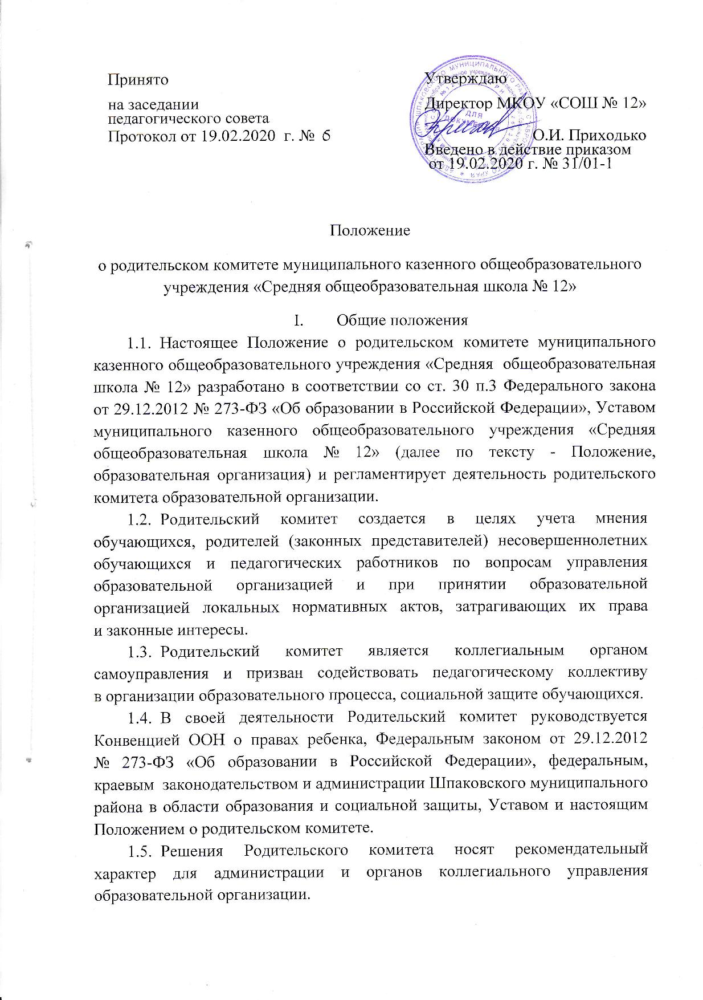 Принято
на заседании
педагогического совета
Протокол от 19.02.2020 г. № 6
Утверждаю
Директор МКОУ «СОШ № 12»
О.И. Приходько
Введено в действие приказом
от 19.02.2020 г. № 31/01-1
ДЛЯ
ДОКУМЕНТОВ
Положение
о родительском комитете муниципального казенного общеобразовательного
учреждения «Средняя общеобразовательная школа № 12»
I. Общие положения
1.1. Настоящее Положение о родительском комитете муниципального
казенного общеобразовательного учреждения «Средняя общеобразовательная
школа № 12» разработано в соответствии со ст. 30 п.3 Федерального закона
от 29.12.2012 № 273-ФЗ «Об образовании в Российской Федерации», Уставом
муниципального казенного общеобразовательного учреждения «Средняя
общеобразовательная школа № 12» (далее по тексту - Положение,
образовательная организация) и регламентирует деятельность родительского
комитета образовательной организации.
1.2. Родительский комитет создается в целях учета мнения
обучающихся, родителей (законных представителей) несовершеннолетних
обучающихся и педагогических работников по вопросам управления
образовательной организацией и при принятии образовательной
организацией локальных нормативных актов, затрагивающих их права
и законные интересы.
1.3. Родительский комитет является коллегиальным органом
самоуправления и призван содействовать педагогическому коллективу
в организации образовательного процесса, социальной защите обучающихся.
1.4. В своей деятельности Родительский комитет руководствуется
Конвенцией ООН о правах ребенка, Федеральным законом от 29.12.2012
№ 273-ФЗ «Об образовании в Российской Федерации», федеральным,
краевым законодательством и администрации Шпаковского муниципального
района в области образования и социальной защиты, Уставом и настоящим
Положением о родительском комитете.
1.5. Решения Родительского комитета носят рекомендательный
характер для администрации и органов коллегиального управления
образовательной организации.